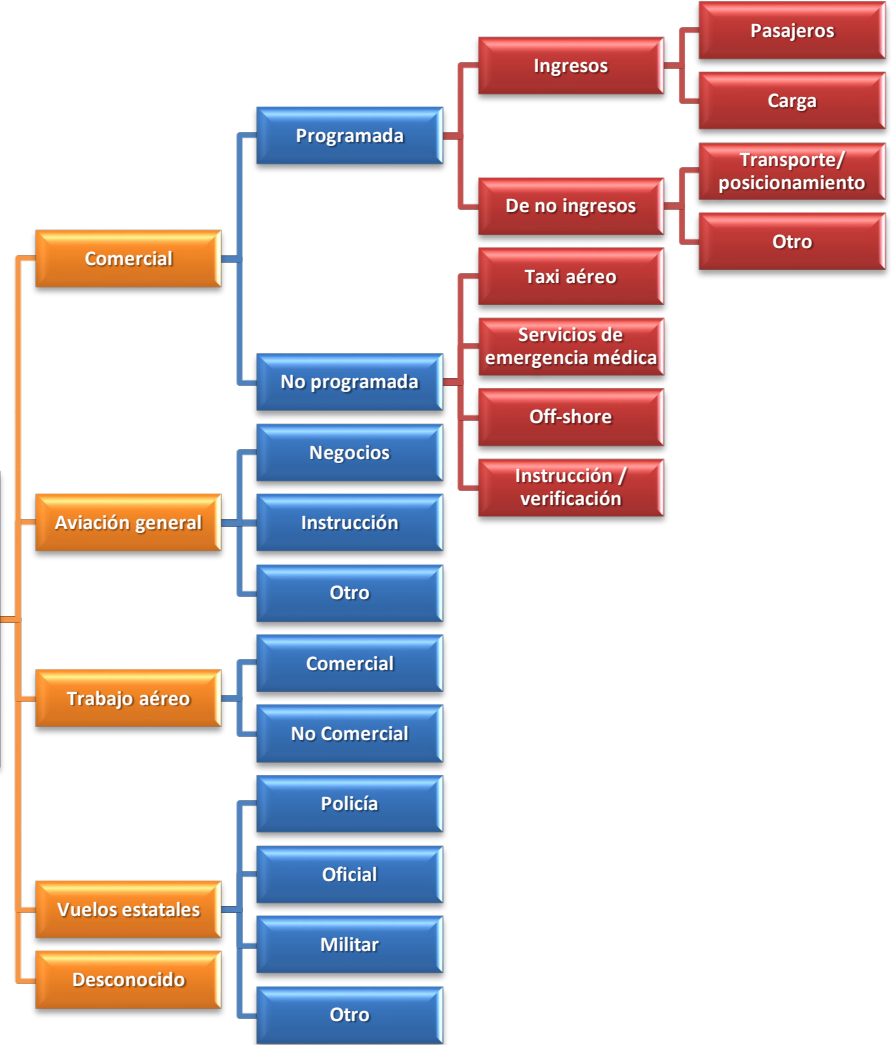 Pasajeros
Ingresos
Carga
Programada
Transporte/
posicionamiento
De no ingresos
Otro
Comercial
Taxi aéreo
Servicios de
emergencia médica
No programada
Off-shore
Negocios
Instrucción /
verificación
Aviación general
Instrucción
Otro
Comercial
Trabajo aéreo
No Comercial
Policía
Oficial
Vuelos estatales
Militar
Desconocido
Otro